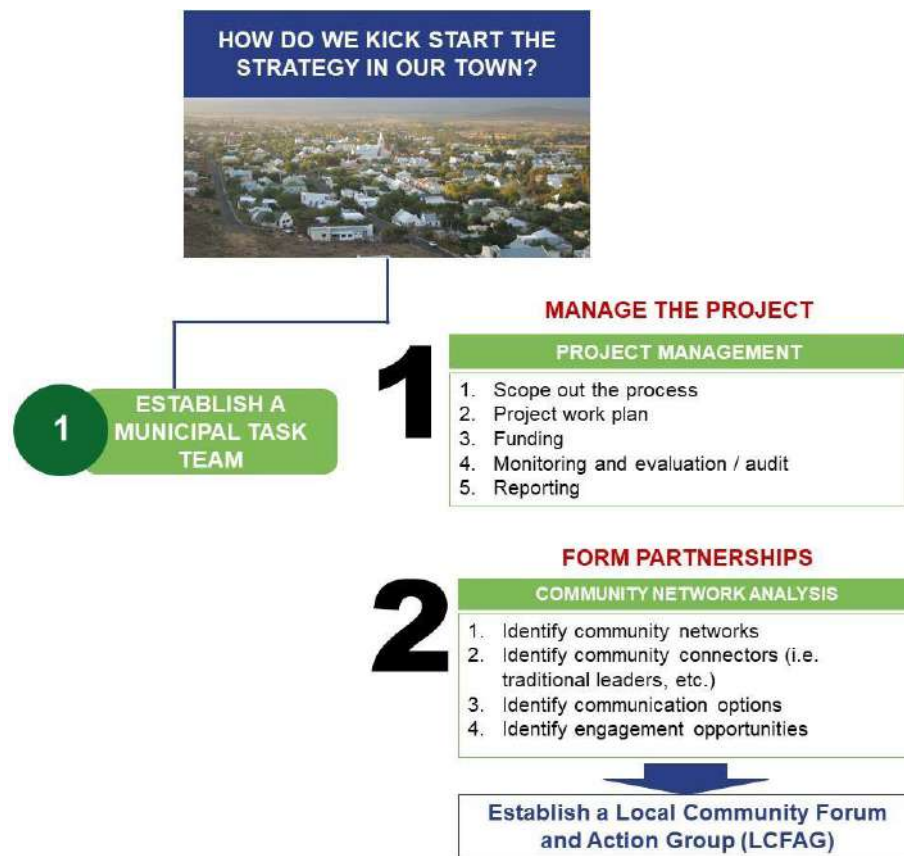 HOW DO WE KICK START THE
STRATEGY IN OUR TOWN?
1
ESTABLISH A
MUNICIPAL TASK
TEAM
MANAGE THE PROJECT
1
PROJECT MANAGEMENT
1. Scope out the process
2. Project work plan
3. Funding
4. Monitoring and evaluation / audit
5. Reporting
FORM PARTNERSHIPS
2
COMMUNITY NETWORK ANALYSIS
1. Identify community networks
2. Identify community connectors (i.e.
traditional leaders, etc.)
3. Identify communication options
4. Identify engagement opportunities
Establish a Local Community Forum
and Action Group (LCFAG)